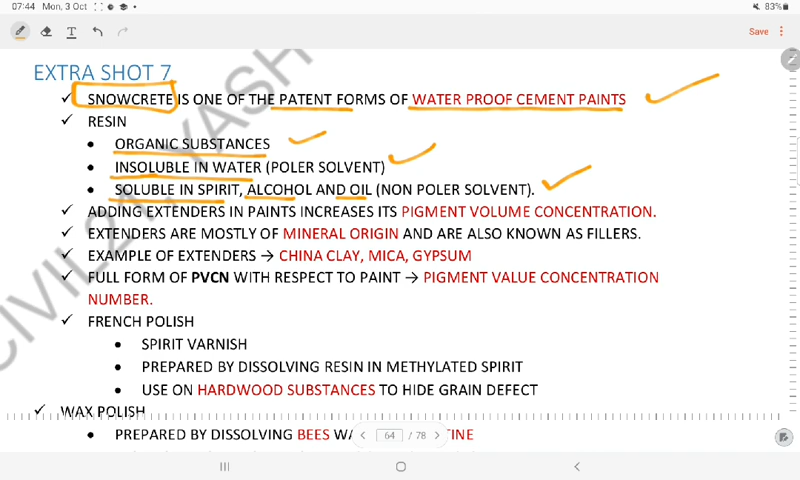 07:44 Mon, 3 Oct
83%
Save
EXTRA SHOT 7
✓ SNOWCRETE IS ONE OF THE PATENT FORMS OF WATER PROOF CEMENT PAINTS
✓ RESIN
• ORGANIC SUBSTANCES
• INSOLUBLE IN WATER (POLER SOLVENT)
• SOLUBLE IN SPIRIT, ALCOHOL AND OIL (NON POLER SOLVENT).
✓ ADDING EXTENDERS IN PAINTS INCREASES ITS PIGMENT VOLUME CONCENTRATION.
✓ EXTENDERS ARE MOSTLY OF MINERAL ORIGIN AND ARE ALSO KNOWN AS FILLERS.
✓ EXAMPLE OF EXTENDERS → CHINA CLAY, MICA, GYPSUM
✓ FULL FORM OF PVCN WITH RESPECT TO PAINT → PIGMENT VALUE CONCENTRATION
NUMBER.
✓ FRENCH POLISH
• SPIRIT VARNISH
• PREPARED BY DISSOLVING RESIN IN METHYLATED SPIRIT
• USE ON HARDWOOD SUBSTANCES TO HIDE GRAIN DEFECT
✓ WAX POLISH
• PREPARED BY DISSOLVING BEES
64 / 78